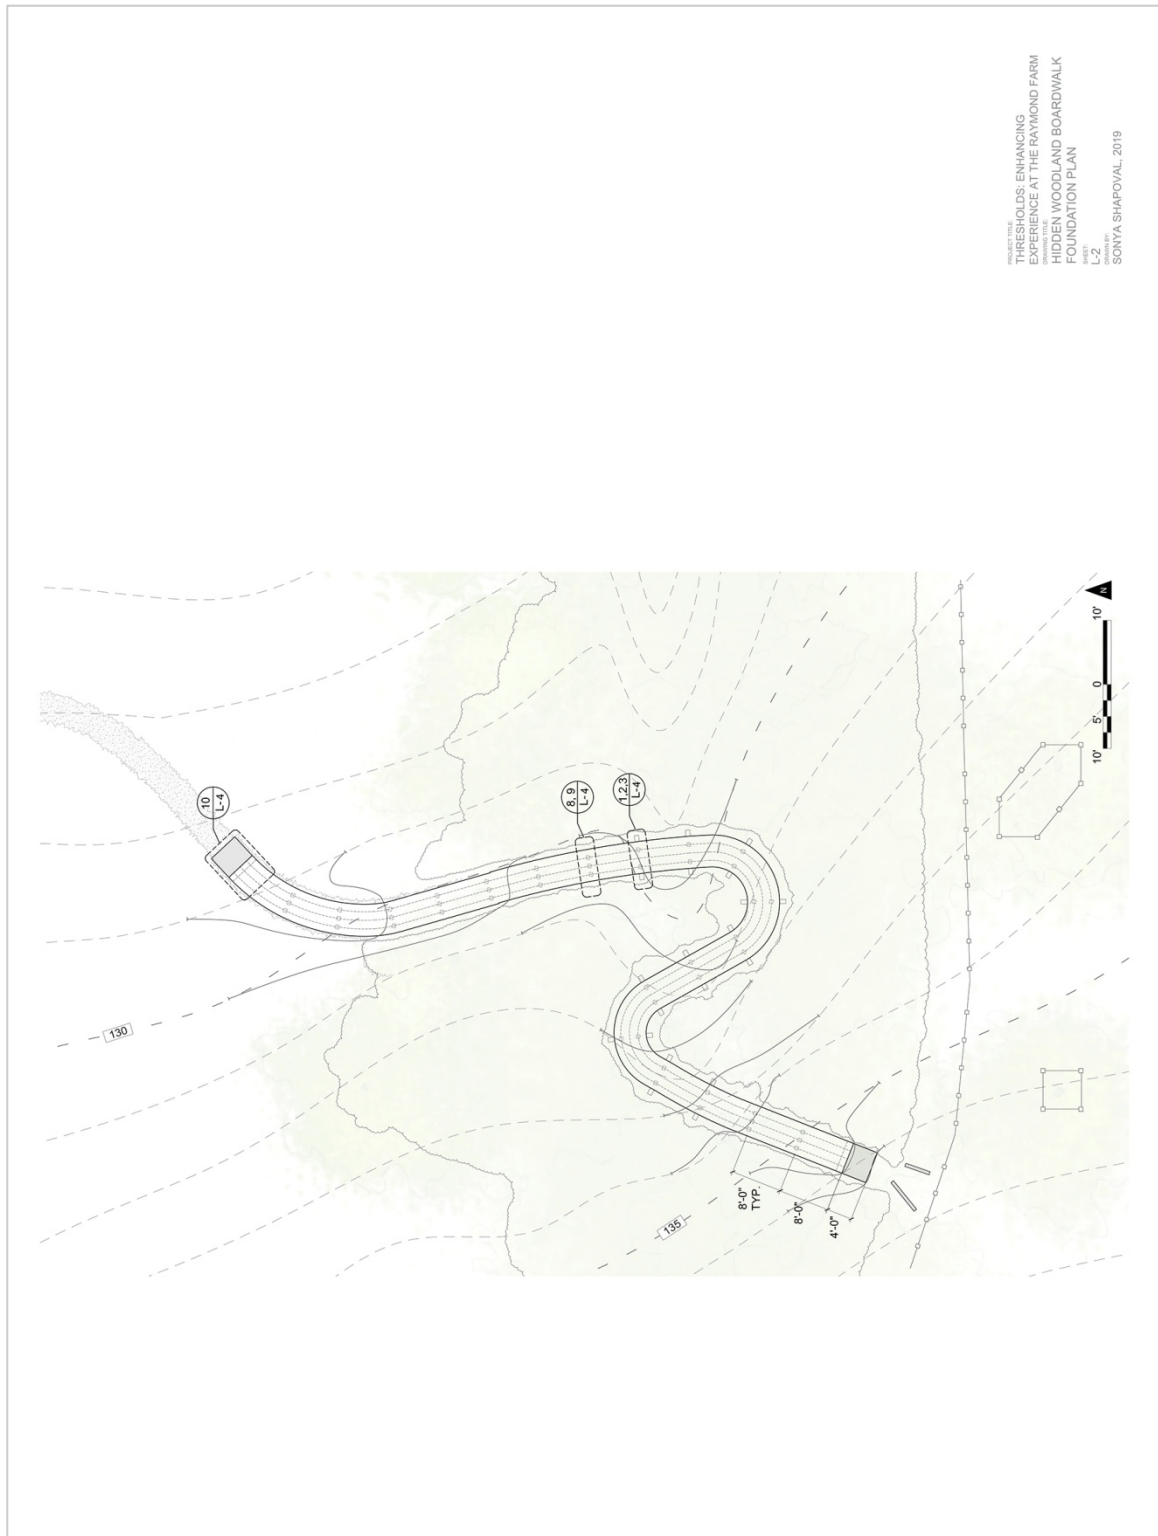 PROJECT TITLE:
THRESHOLDS: ENHANCING
EXPERIENCE AT THE RAYMOND FARM
DRAWING TITLE:
HIDDEN WOODLAND BOARDWALK
FOUNDATION PLAN
SHEET:
L-2
DRAWN BY:
SONYA SHAPOVAL, 2019
10
L-4
8, 9
L-4
1,2,3
L-4
130
135
8'-0"
TYP.
8'-0"
4'-0"
10' 5' 0 10'
N